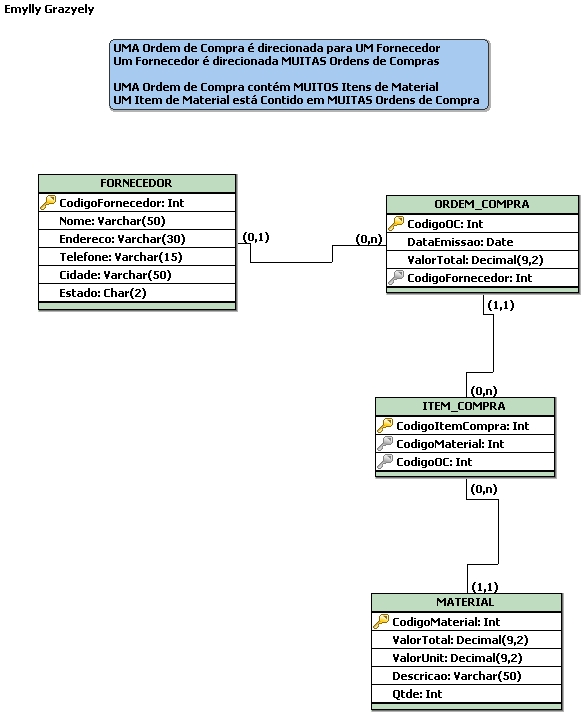 Emylly Grazyely
UMA Ordem de Compra é direcionada para UM Fornecedor
Um Fornecedor é direcionada MUITAS Ordens de Compras
UMA Ordem de Compra contém MUITOS Itens de Material
UM Item de Material está Contido em MUITAS Ordens de Compra
FORNECEDOR
CodigoFornecedor: Int
Nome: Varchar(50)
Endereco: Varchar(30)
Telefone: Varchar(15)
Cidade: Varchar(50)
Estado: Char(2)
(0,1)
(0,n)
ORDEM_COMPRA
CodigoOC: Int
DataEmissao: Date
ValorTotal: Decimal(9,2)
CodigoFornecedor: Int
(1,1)
(0,n)
ITEM_COMPRA
CodigoItemCompra: Int
CodigoMaterial: Int
CodigoOC: Int
(0,n)
(1,1)
MATERIAL
CodigoMaterial: Int
ValorTotal: Decimal(9,2)
ValorUnit: Decimal(9,2)
Descricao: Varchar(50)
Qtde: Int